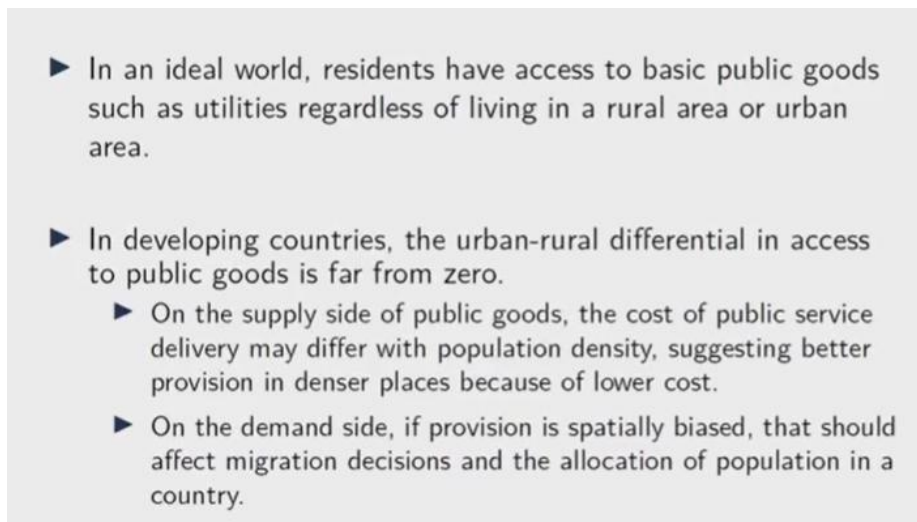 In an ideal world, residents have access to basic public goods
such as utilities regardless of living in a rural area or urban
area.
In developing countries, the urban-rural differential in access
to public goods is far from zero.
On the supply side of public goods, the cost of public service
delivery may differ with population density, suggesting better
provision in denser places because of lower cost.
On the demand side, if provision is spatially biased, that should
affect migration decisions and the allocation of population in a
country.